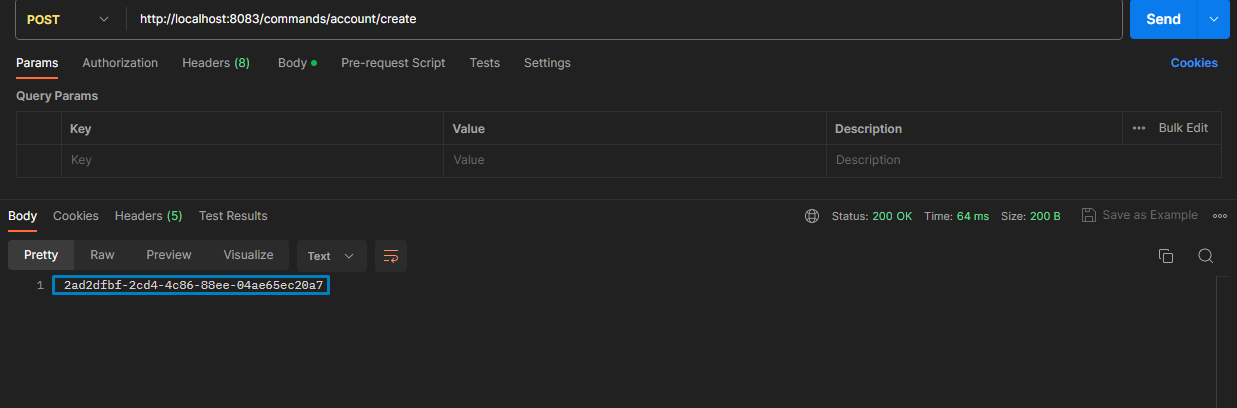 POST http://localhost:8083/commands/account/create Send
Params Authorization Headers (8) Body Pre-request Script Tests Settings Cookies
Query Params
Key Value Description ••• Bulk Edit
Key Value Description
Body Cookies Headers (5) Test Results Status: 200 OK Time: 64 ms Size: 200 B Save as Example
Pretty Raw Preview Visualize Text
1 2ad2dfbf-2cd4-4c86-88ee-04ae65ec20a7